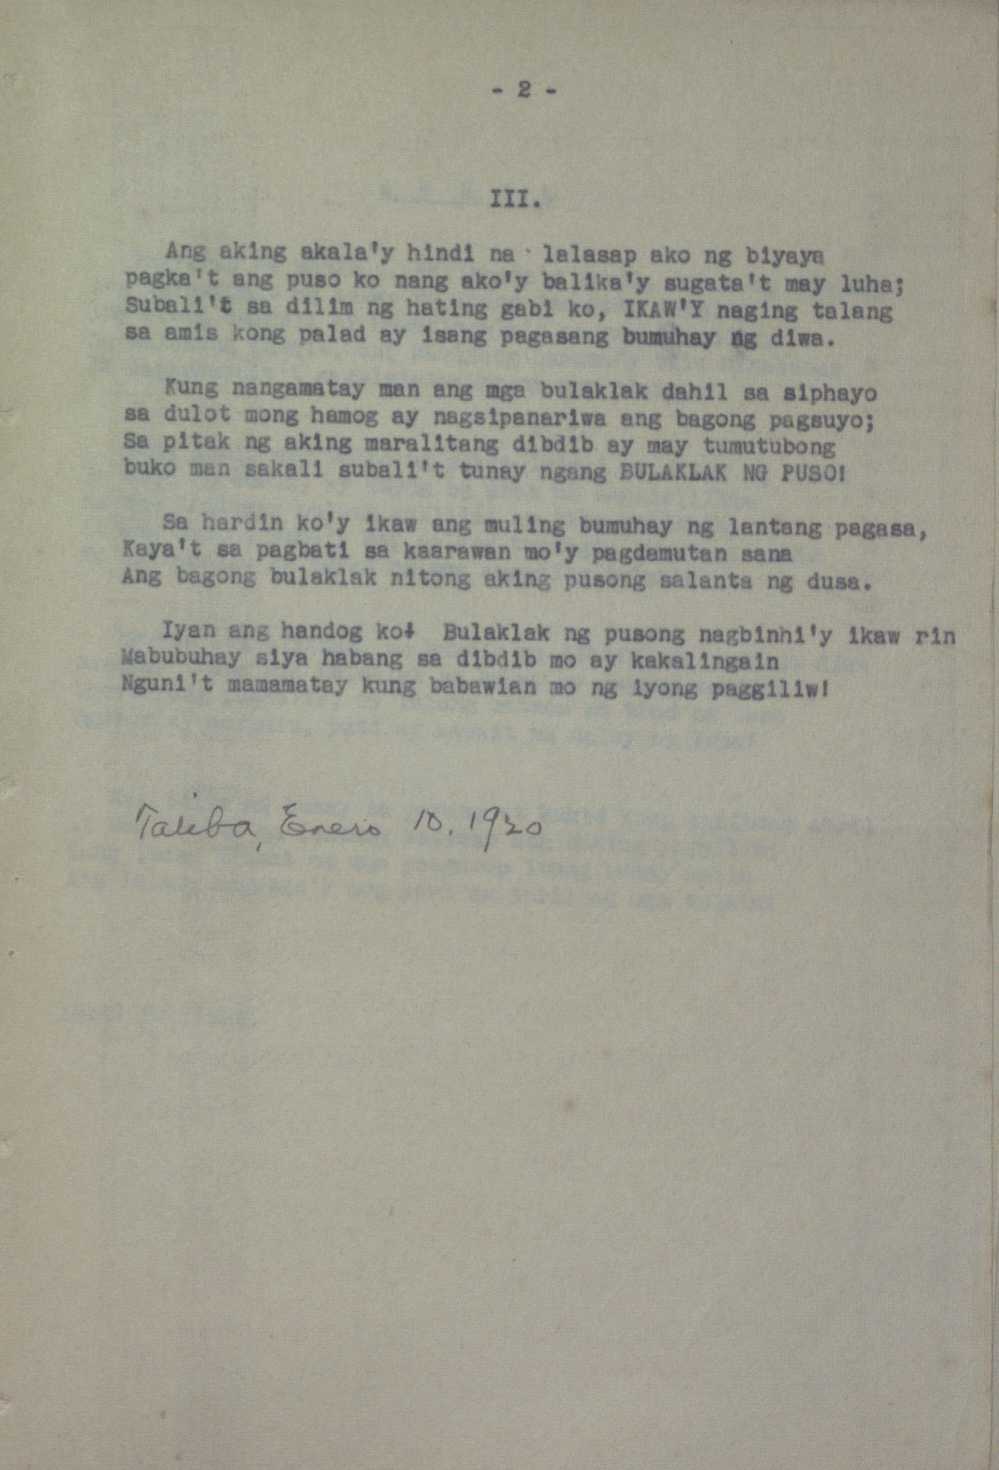 - 2 -
III.
Ang aking akala'y hindi na lalasap ako ng biyaya
pagka't ang puso ko nang ako'y balika'y sugata't may luha;
Subali't sa dilim ng hating gabi ko, IKAW'Y naging talang
sa amis kong palad ay isang pagasang bumuhay ng diwa.
Kung nangamatay man ang mga bulaklak dahil sa siphayo
sa dulot mong hamog ay nagsipanariwa ang bagong pagsuyo;
Sa pitak ng aking maralitang dibdib ay may tumutubong
buko man sakali subali't tunay ngang BULAKLAK NG PUSO!
Sa hardin ko'y ikaw ang muling bumuhay ng lantang pagasa,
Kaya't sa pagbati sa kaarawan mo'y pagdamutan sana
Ang bagong bulaklak nitong aking pusong salanta ng dusa.
Iyan ang handog ko! Bulaklak ng pusong nagbinhi'y ikaw rin
Mabubuhay siya habang sa dibdib mo ay kakalingain
Nguni't mamamatay kung babawian mo ng iyong paggiliw!
Taliba, Enero 10, 1920